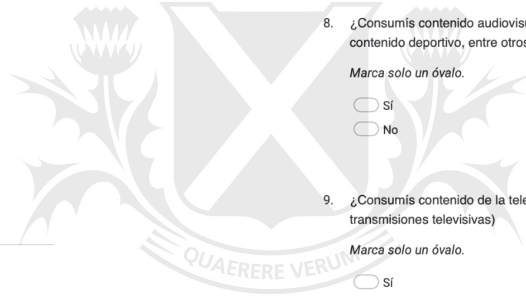 8. ¿Consumís contenido audiovisu
contenido deportivo, entre otros
Marca solo un óvalo.
Sí
No
9. ¿Consumís contenido de la tele
transmisiones televisivas)
Marca solo un óvalo.
Sí
QUAERERE VERUM